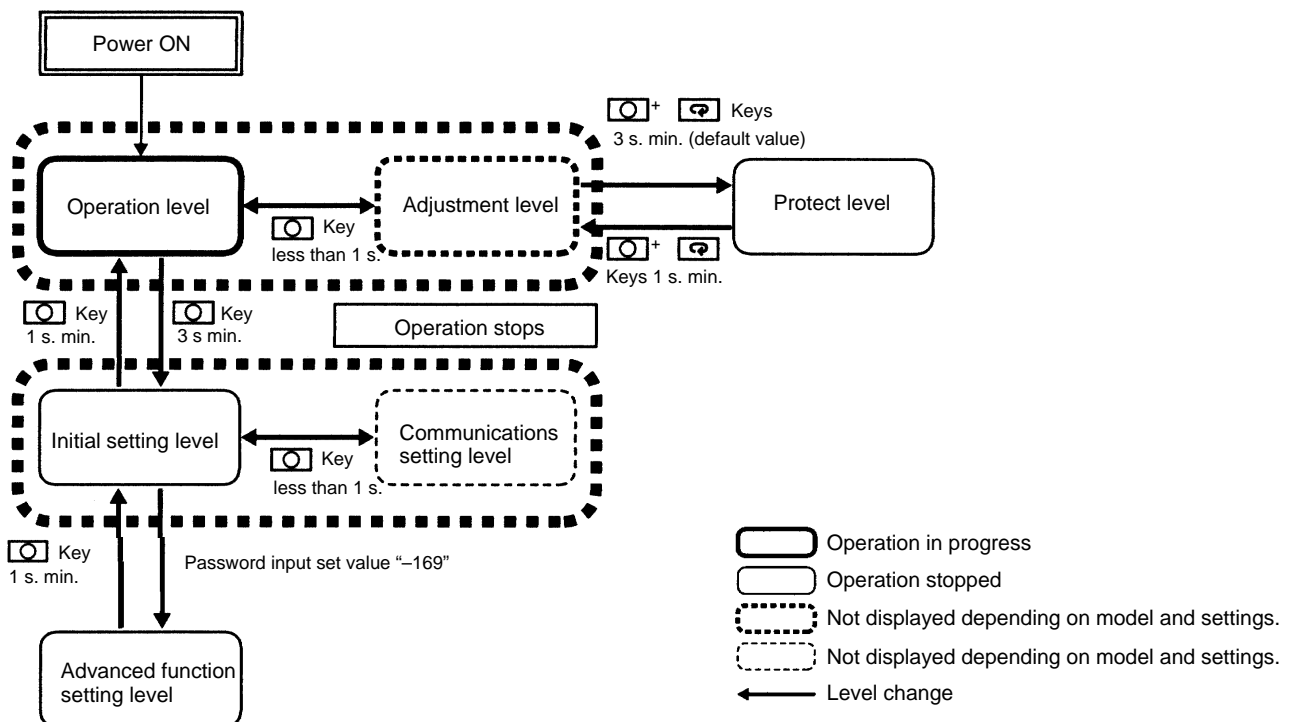 Power ON
+ Keys
3 s. min. (default value)
Operation level
Adjustment level
Protect level
Key
less than 1 s.
+
Keys 1 s. min.
Key
1 s. min.
Key
3 s min.
Operation stops
Initial setting level
Communications
setting level
Key
less than 1 s.
Key
1 s. min.
Password input set value “–169”
Advanced function
setting level
Operation in progress
Operation stopped
Not displayed depending on model and settings.
Not displayed depending on model and settings.
Level change